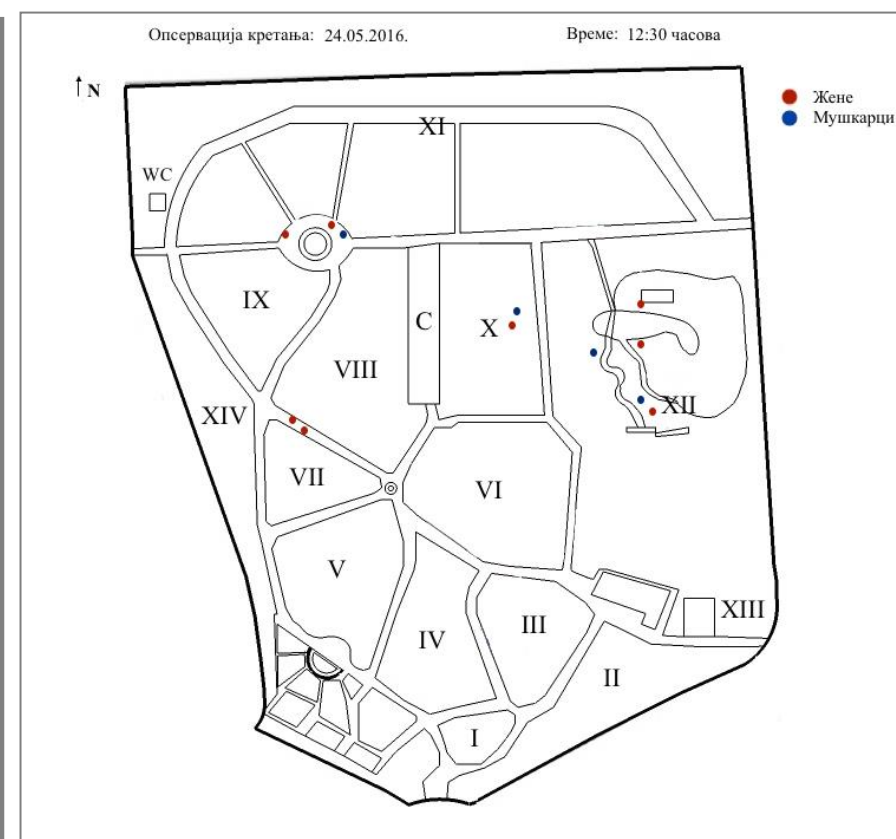 Опсервација кретања: 24.05.2016.
Време: 12:30 часова
N
Жене
Мушкарци
XI
WC
IX
C
X
VIII
XII
XIV
VII
VI
V
XIII
IV
III
II
I